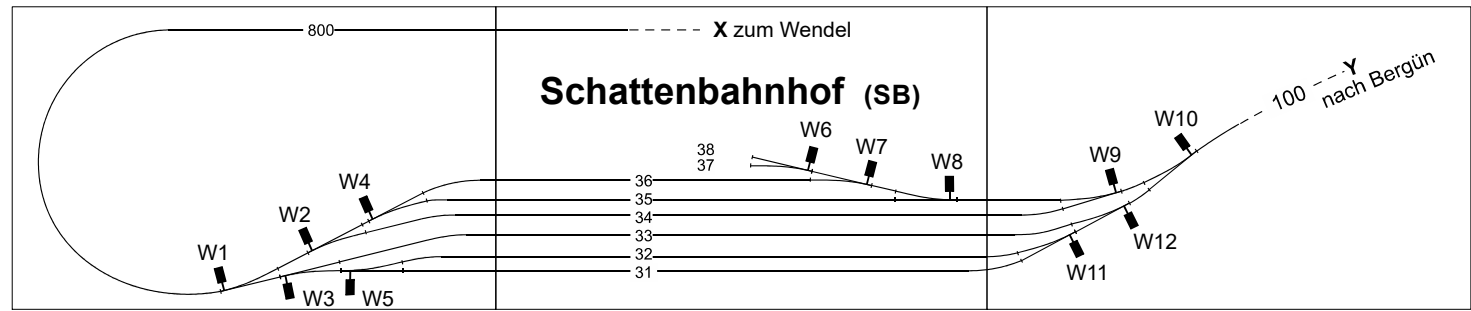 800
X zum Wendel
Schattenbahnhof (SB)
100
Y
nach Bergün
W10
W6
W7
W8
W9
38
37
36
35
34
33
32
31
W4
W2
W1
W3
W5
W12
W11